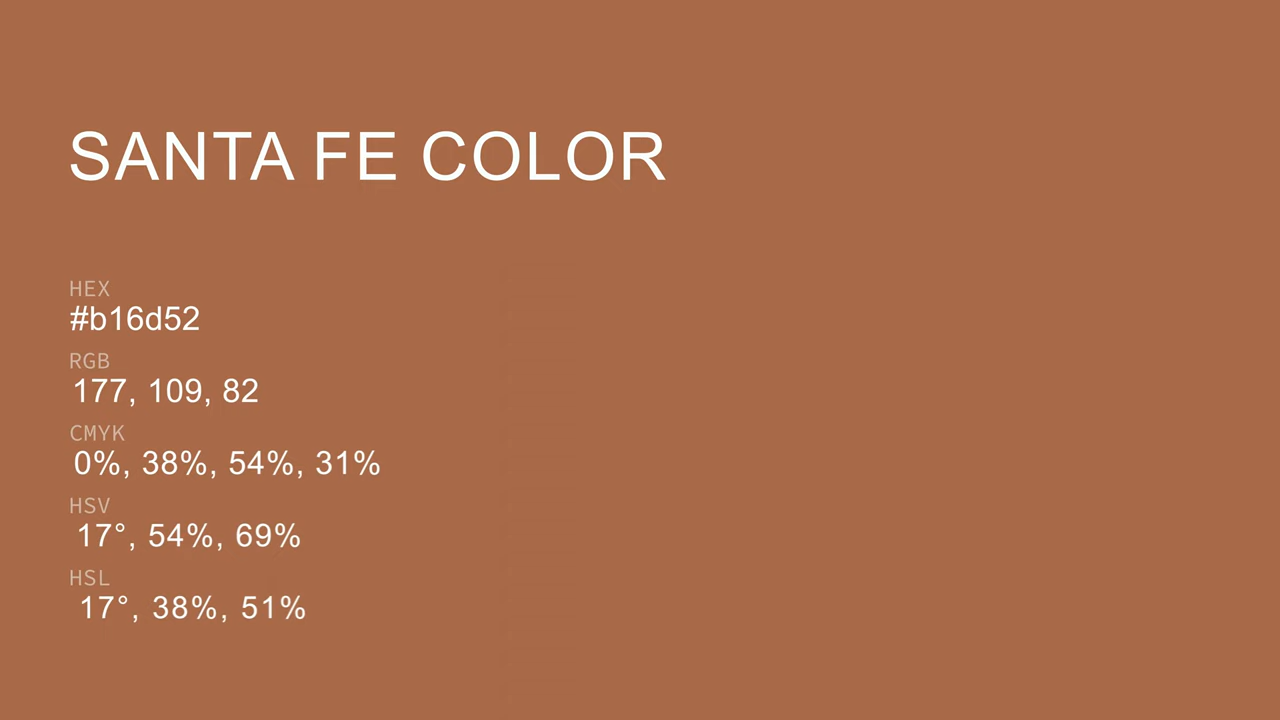 SANTA FE COLOR
HEX
#b16d52
RGB
177, 109, 82
CMYK
0%, 38%, 54%, 31%
HSV
17°, 54%, 69%
HSL
17°, 38%, 51%